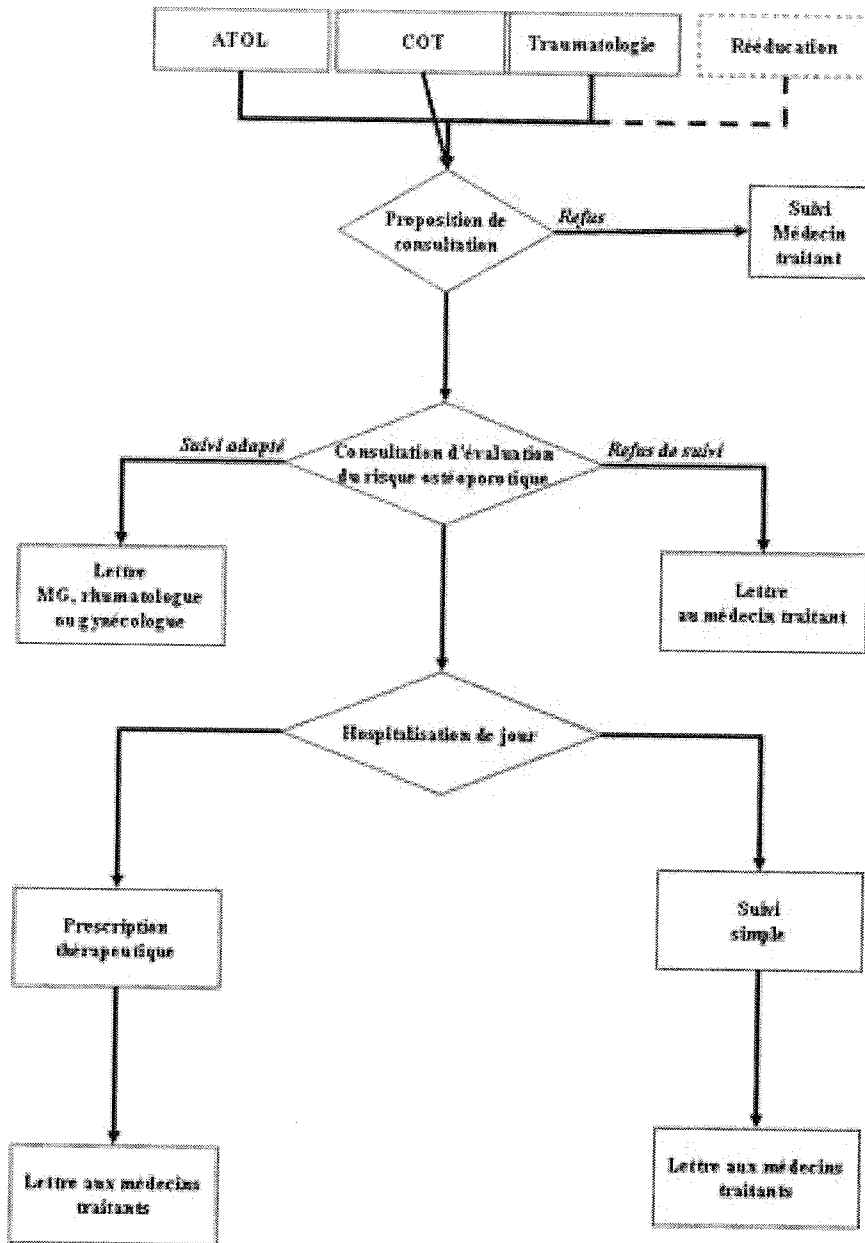 ATOL
COT
Traumatologie
Rééducation
Proposition de
consultation
Refus
Suivi
Médecin
traitant
Suivi adapté
Consultation d'évaluation
du risque ostéoporotique
Refus de suivi
Lettre
MG, rhumatologue
ou gynécologue
Lettre
au médecin traitant
Hospitalisation de jour
Prescription
thérapeutique
Suivi
simple
Lettre aux médecins
traitants
Lettre aux médecins
traitants